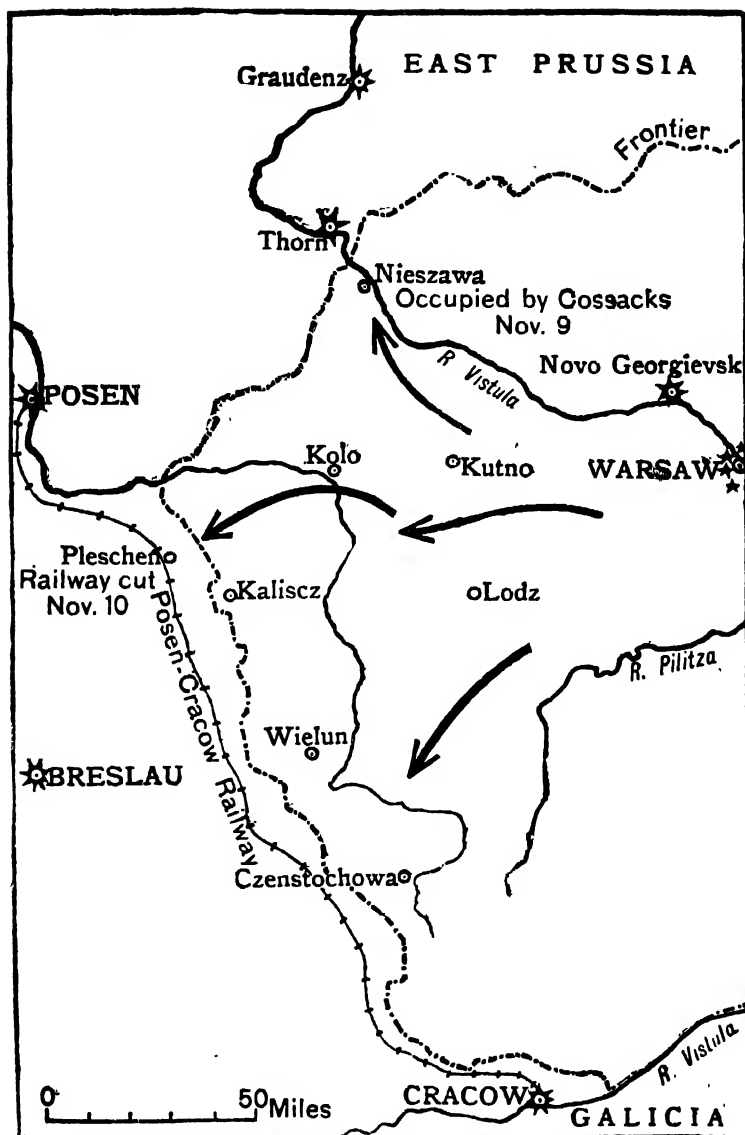 EAST PRUSSIA
Graudenz
Frontier
Thorn
Nieszawa
Occupied by Cossacks
Nov. 9
R Vistula
Novo Georgievsk
POSEN
Kolo
Kutno
WARSAW
Pleschen
Railway cut
Nov. 10
Kaliscz
Lodz
Posen-Cracow Railway
R. Pilitza
Wielun
BRESLAU
Czenstochowa
R. Vistula
0 50 Miles
CRACOW
GALICIA